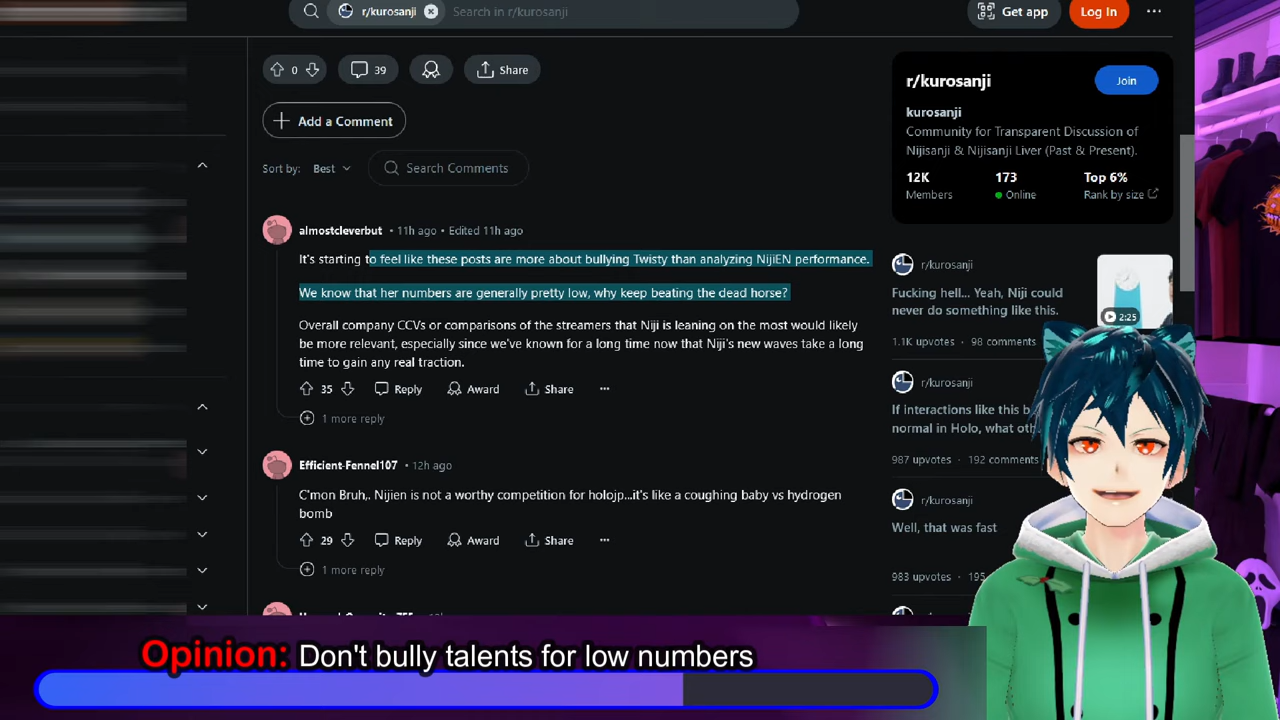 r/kurosanji
Search in r/kurosanji
Get app
Log In
0
39
Share
Add a Comment
Sort by:
Best
Search Comments
almostcleverbut • 11h ago • Edited 11h ago
It's starting to feel like these posts are more about bullying Twisty than analyzing NijiEN performance.
We know that her numbers are generally pretty low, why keep beating the dead horse?
Overall company CCVs or comparisons of the streamers that Niji is leaning on the most would likely
be more relevant, especially since we've known for a long time now that Niji's new waves take a long
time to gain any real traction.
35
Reply
Award
Share
1 more reply
Efficient-Fennel107 • 12h ago
C'mon Bruh,. Nijien is not a worthy competition for holojp...it's like a coughing baby vs hydrogen
bomb
29
Reply
Award
Share
1 more reply
r/kurosanji
Join
kurosanji
Community for Transparent Discussion of
Nijisanji & Nijisanji Liver (Past & Present).
12K
173
Top 6%
Members
Online
Rank by size
r/kurosanji
Fucking hell... Yeah, Niji could
never do something like this.
2:25
1.1K upvotes • 98 comments
r/kurosanji
If interactions like this b
normal in Holo, what oth
987 upvotes • 192 comments
r/kurosanji
Well, that was fast
983 upvotes • 195
Opinion: Don't bully talents for low numbers